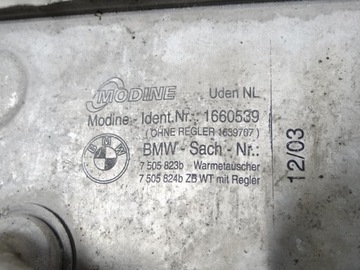 MODINE Uden NL
Modine - Ident.Nr.: 1660539
( OHNE REGLER 1639707 )
BMW - Sach - Nr.:
7 505 823b Warmetauscher
7 505 824b ZB WT mit Regler
12/03
BMW